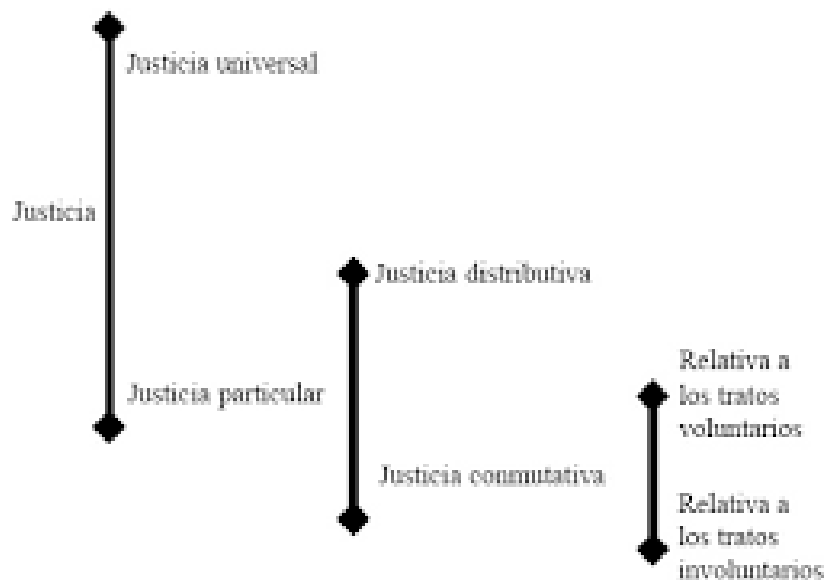 Justicia universal
Justicia
Justicia distributiva
Justicia particular
Relativa a
los tratos
voluntarios
Justicia conmutativa
Relativa a
los tratos
involuntarios